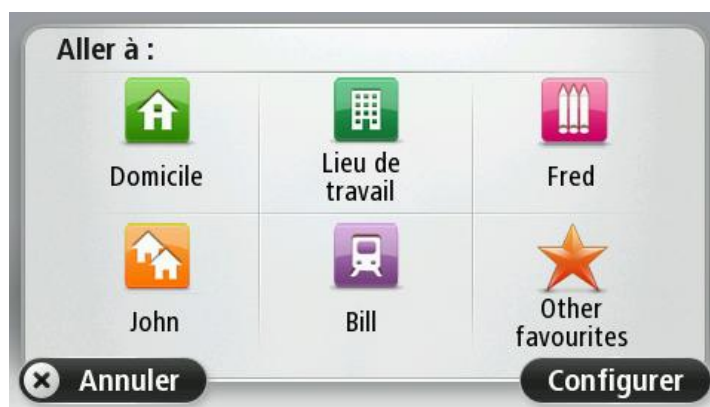 Aller à :
Domicile
Lieu de
travail
Fred
John
Bill
Other
favourites
Annuler
Configurer